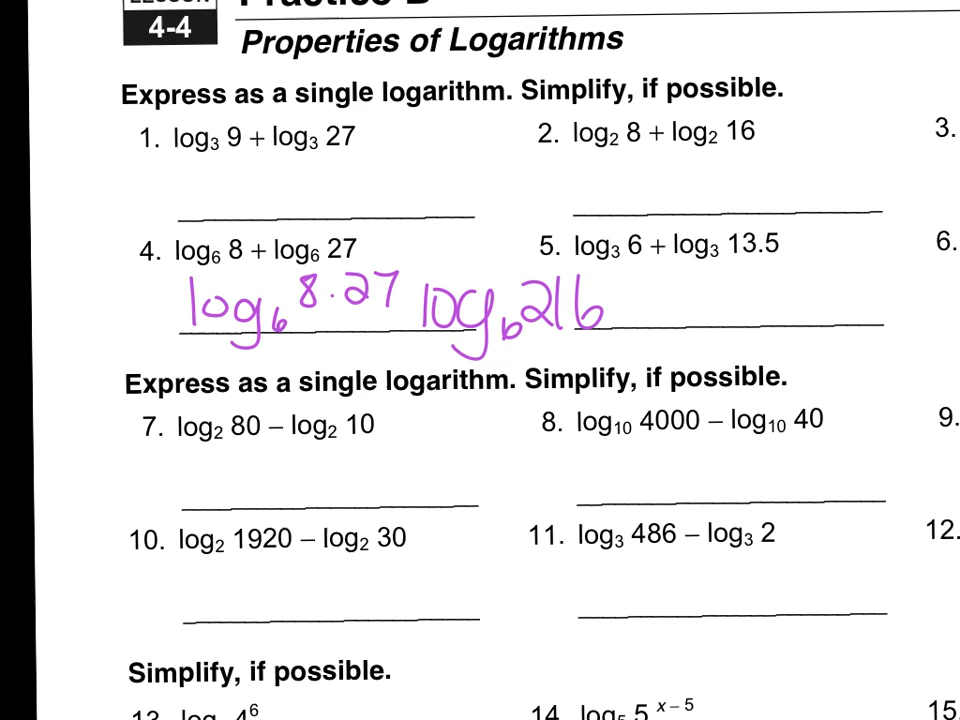 4-4
Properties of Logarithms
Express as a single logarithm. Simplify, if possible.
1. log₃ 9 + log₃ 27 2. log₂ 8 + log₂ 16 3.
4. log₆ 8 + log₆ 27 5. log₃ 6 + log₃ 13.5 6.
log₆ 8·27 log₆216
Express as a single logarithm. Simplify, if possible.
7. log₂ 80 – log₂ 10 8. log₁₀ 4000 – log₁₀ 40 9.
10. log₂ 1920 – log₂ 30 11. log₃ 486 – log₃ 2 12.
Simplify, if possible.
14. log₅ 5ˣ⁻⁵ 15